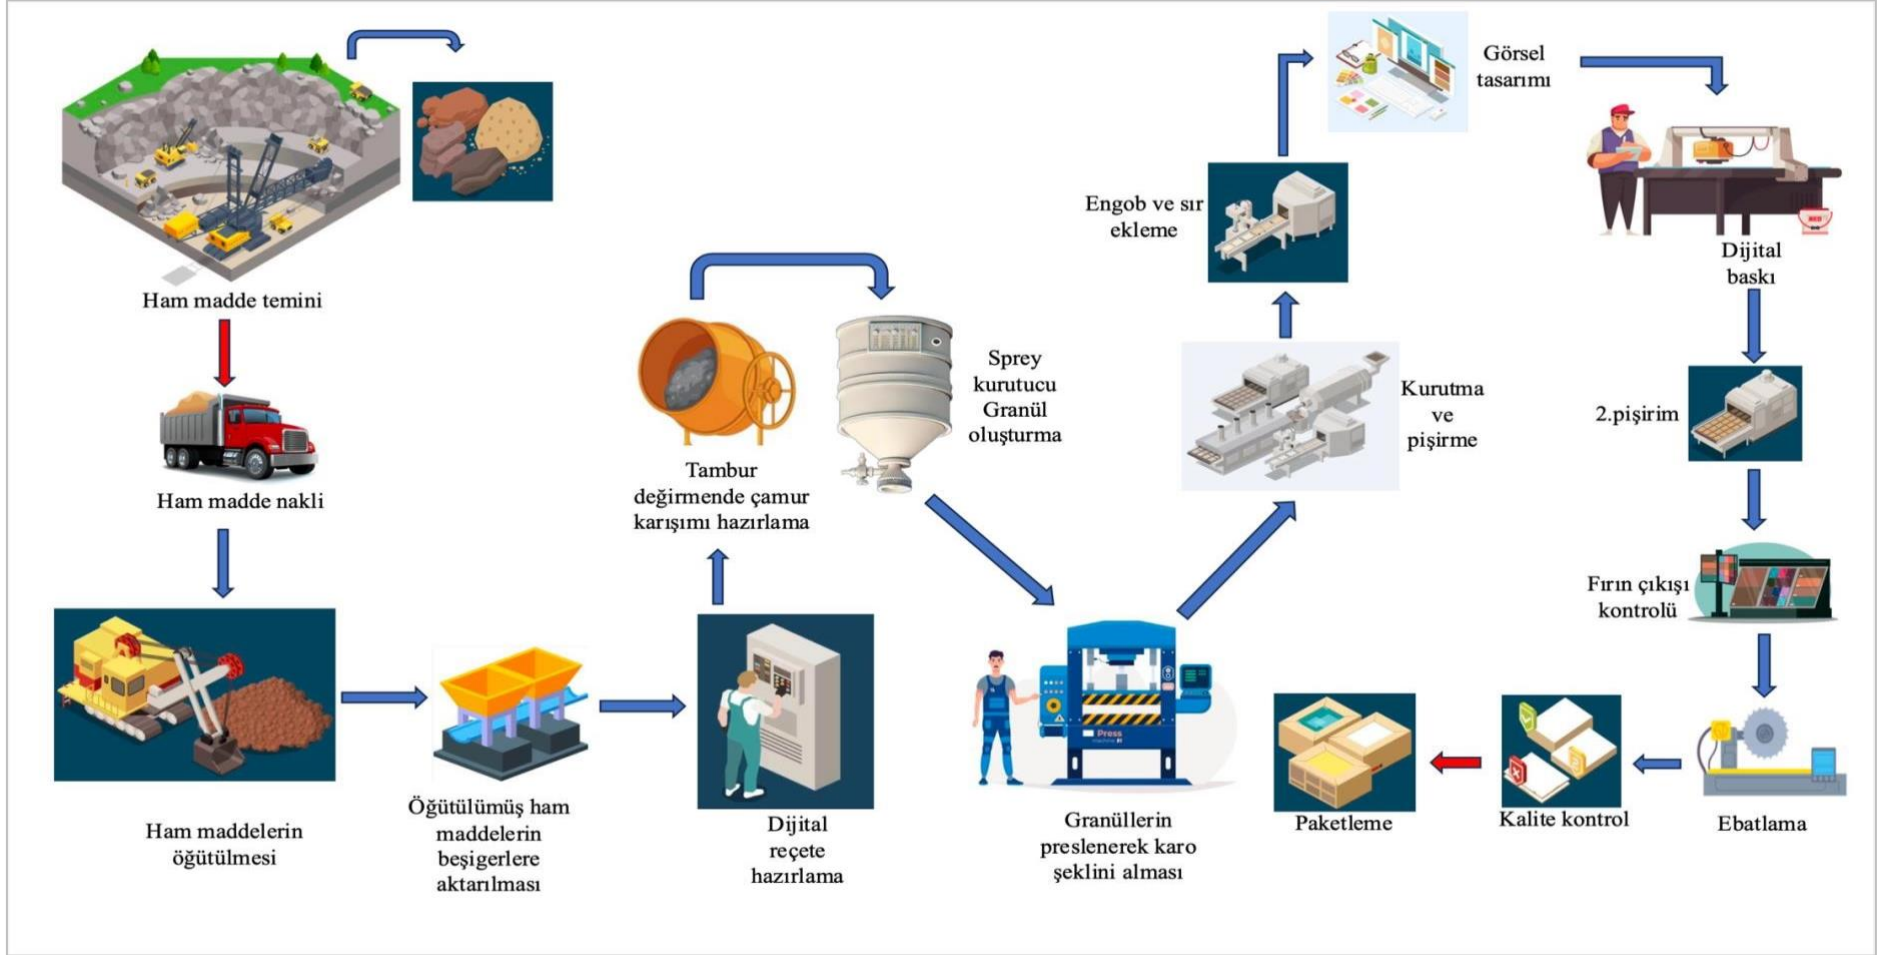 Ham madde temini
Ham madde nakli
Ham maddelerin
öğütülmesi
Öğütülümüş ham
maddelerin
beşigerlere
aktarılması
Dijital
reçete
hazırlama
Tambur
değirmende çamur
karışımı hazırlama
Sprey
kurutucu
Granül
oluşturma
Press
Granüllerin
preslenerek karo
şeklini alması
Kurutma
ve
pişirme
Engob ve sır
ekleme
Görsel
tasarımı
Dijital
baskı
2.pişirim
Fırın çıkışı
kontrolü
Ebatlama
Kalite kontrol
Paketleme